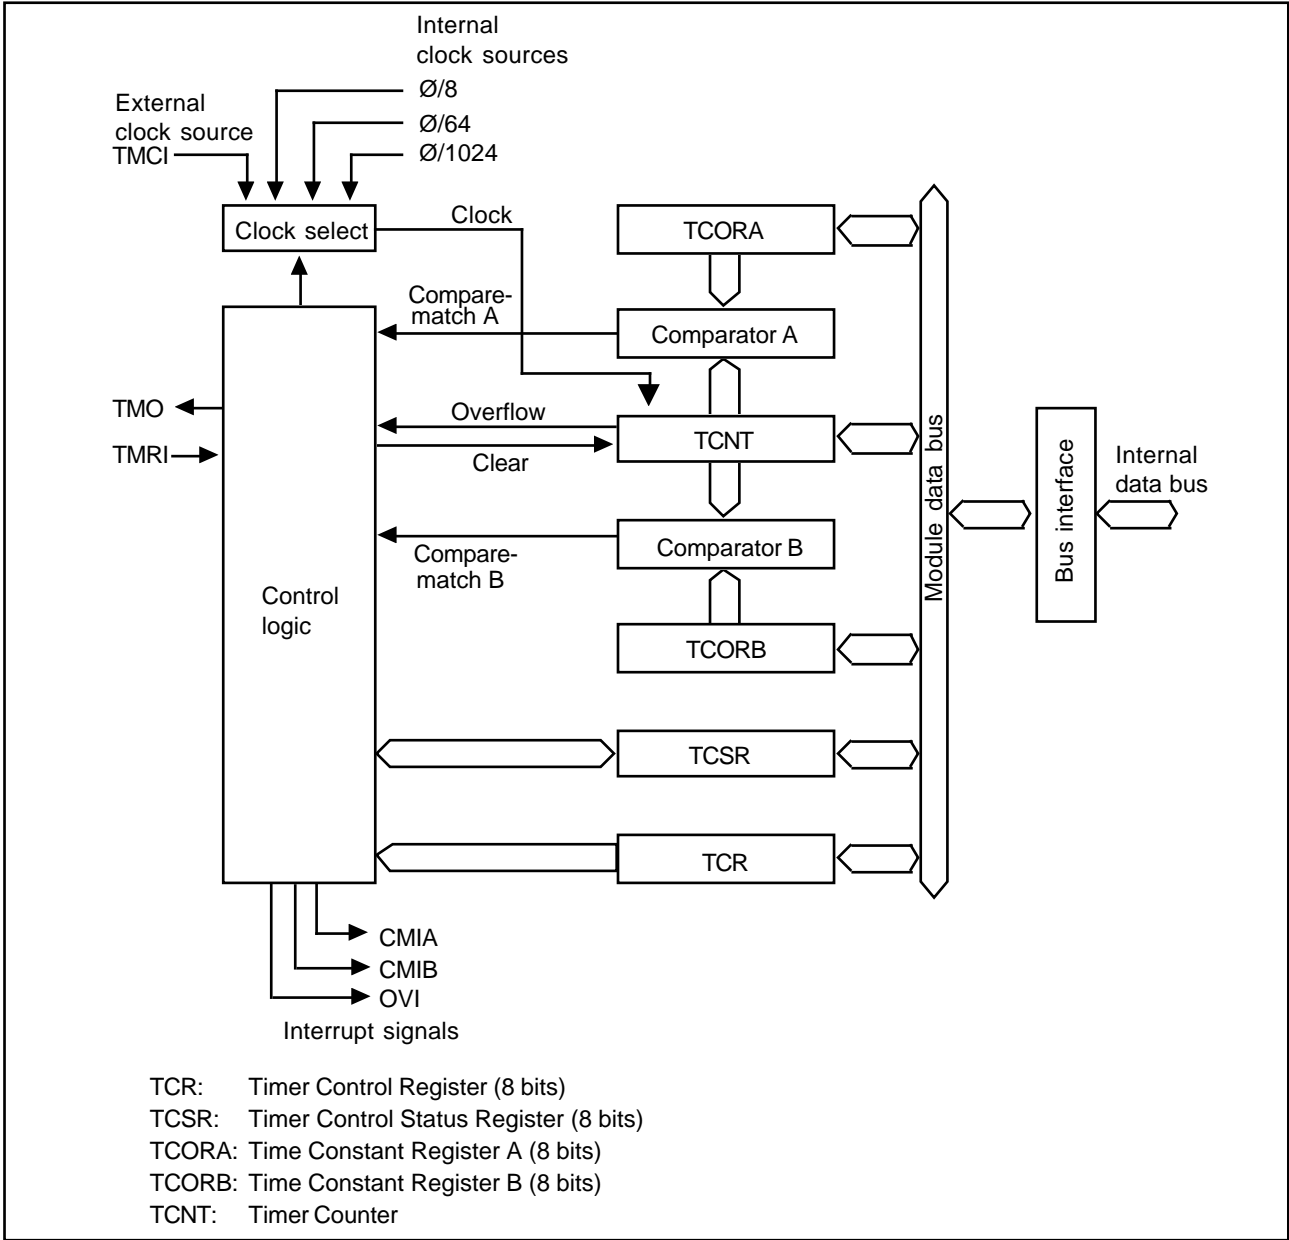 Internal
clock sources
Ø/8
External
clock source
Ø/64
TMCI
Ø/1024
Clock select
Clock
TCORA
Compare-
match A
Comparator A
TMO
Overflow
TCNT
TMRI
Clear
Module data bus
Bus interface
Internal
data bus
Compare-
match B
Comparator B
Control
logic
TCORB
TCSR
TCR
CMIA
CMIB
OVI
Interrupt signals
TCR: Timer Control Register (8 bits)
TCSR: Timer Control Status Register (8 bits)
TCORA: Time Constant Register A (8 bits)
TCORB: Time Constant Register B (8 bits)
TCNT: Timer Counter